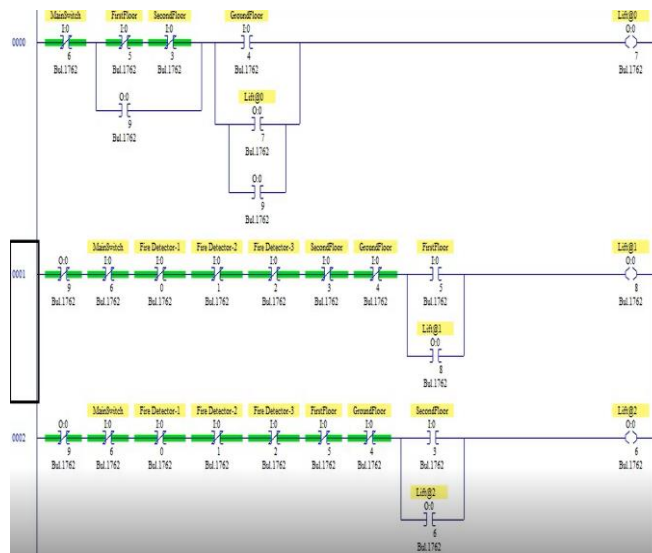 MainSwitch FirstFloor SecondFloor GroundFloor Lift@0
0000 I:0 I:0 I:0 I:0 O:0
6 5 3 4 7
Bul.1762 Bul.1762 Bul.1762 Bul.1762 Bul.1762
Lift@0
O:0 O:0
9 7
Bul.1762 Bul.1762
O:0
9
Bul.1762
MainSwitch Fire Detector-1 Fire Detector-2 Fire Detector-3 SecondFloor GroundFloor FirstFloor Lift@1
0001 O:0 I:0 I:0 I:0 I:0 I:0 I:0 I:0 O:0
9 6 0 1 2 3 4 5 8
Bul.1762 Bul.1762 Bul.1762 Bul.1762 Bul.1762 Bul.1762 Bul.1762 Bul.1762 Bul.1762
Lift@1
O:0
8
Bul.1762
MainSwitch Fire Detector-1 Fire Detector-2 Fire Detector-3 FirstFloor GroundFloor SecondFloor Lift@2
0002 O:0 I:0 I:0 I:0 I:0 I:0 I:0 I:0 O:0
9 6 0 1 2 5 4 3 6
Bul.1762 Bul.1762 Bul.1762 Bul.1762 Bul.1762 Bul.1762 Bul.1762 Bul.1762 Bul.1762
Lift@2
O:0
6
Bul.1762